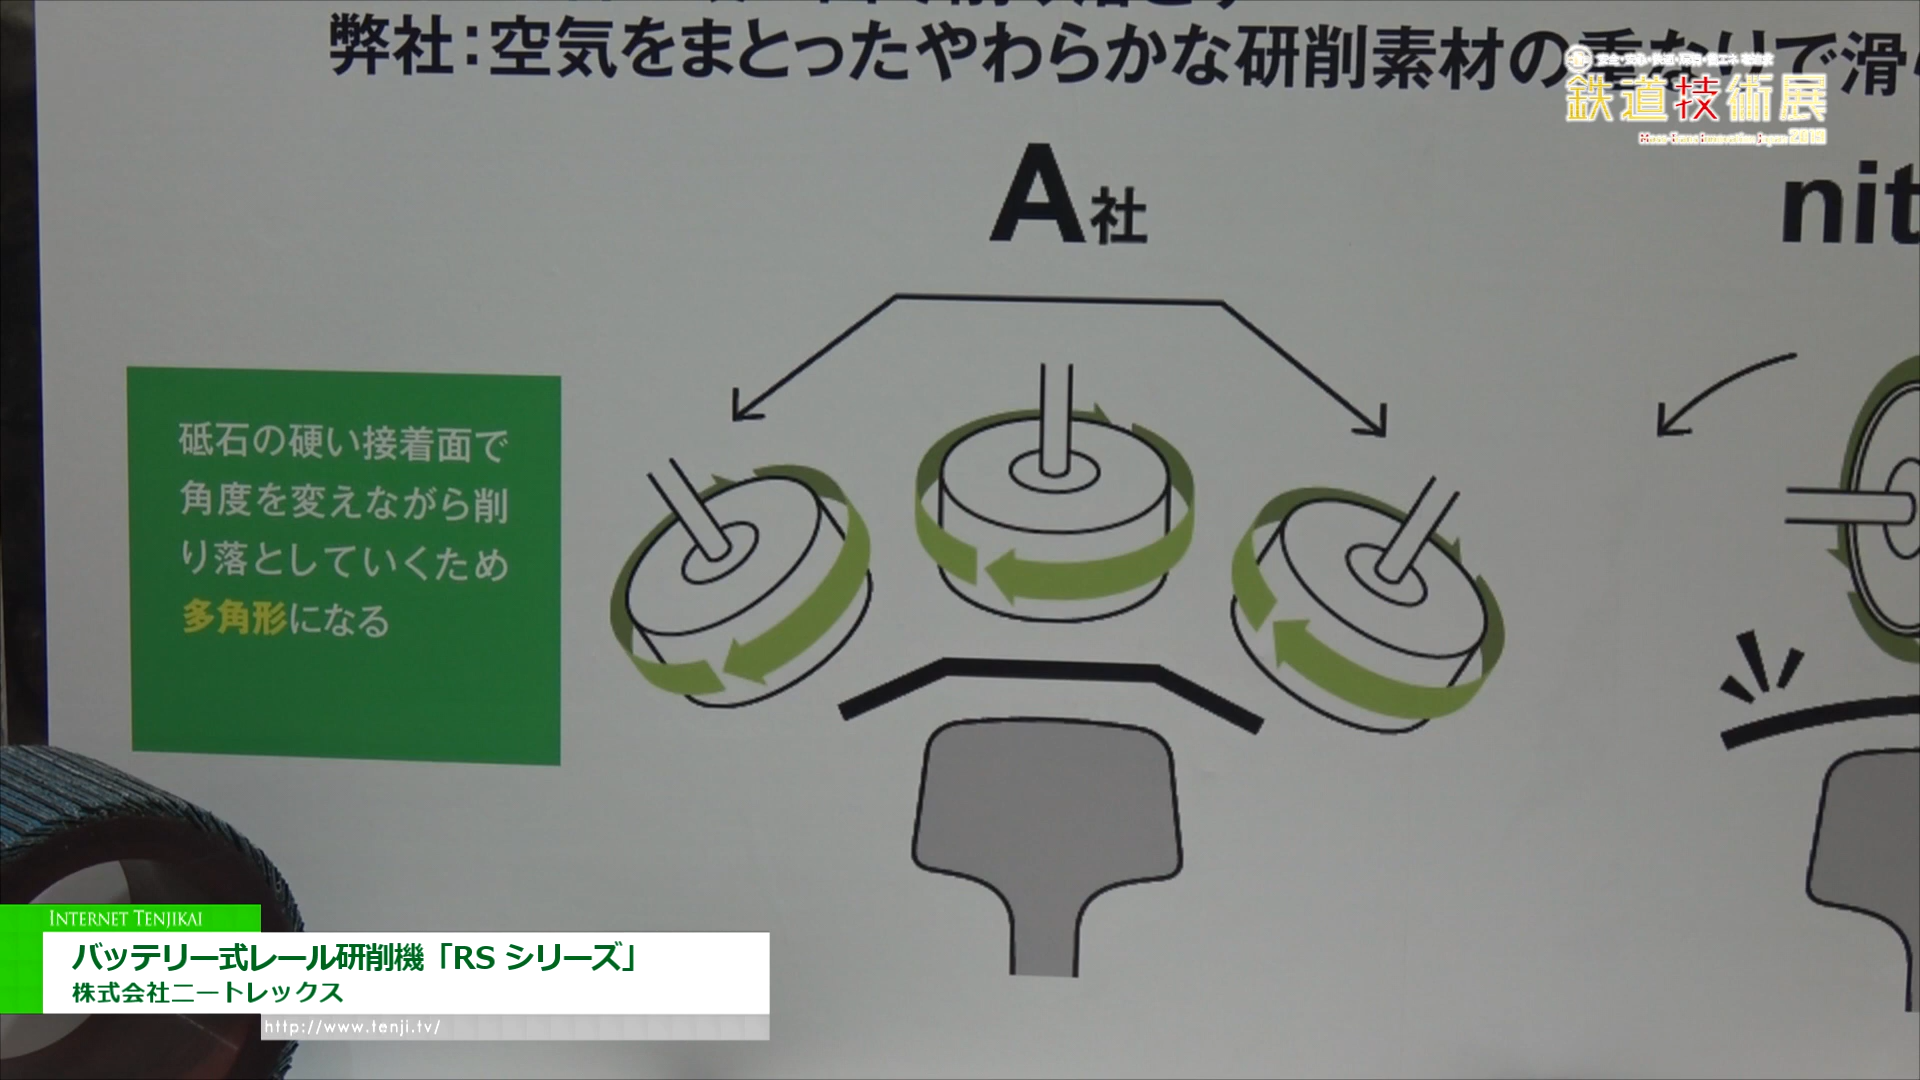 弊社：空気をまとったやわらかな研削素材の重なりで滑
鉄道技術展
A社
nit
砥石の硬い接着面で
角度を変えながら削
り落としていくため
多角形になる
INTERNET TENJIKAI
バッテリー式レール研削機「RS シリーズ」
株式会社ニートレックス
http://www.tenji.tv/